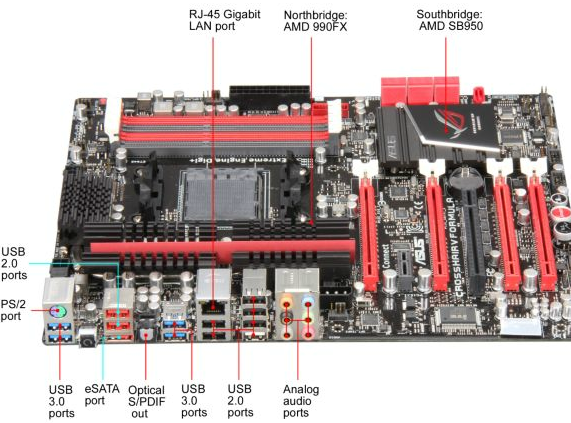 RJ-45 Gigabit
LAN port
Northbridge:
AMD 990FX
Southbridge:
AMD SB950
Extreme Engine Digi+
ASUS
CROSSHAIR V FORMULA
Connect
USB
2.0
ports
PS/2
port
USB
3.0
ports
eSATA
port
Optical
S/PDIF
out
USB
3.0
ports
USB
2.0
ports
Analog
audio
ports